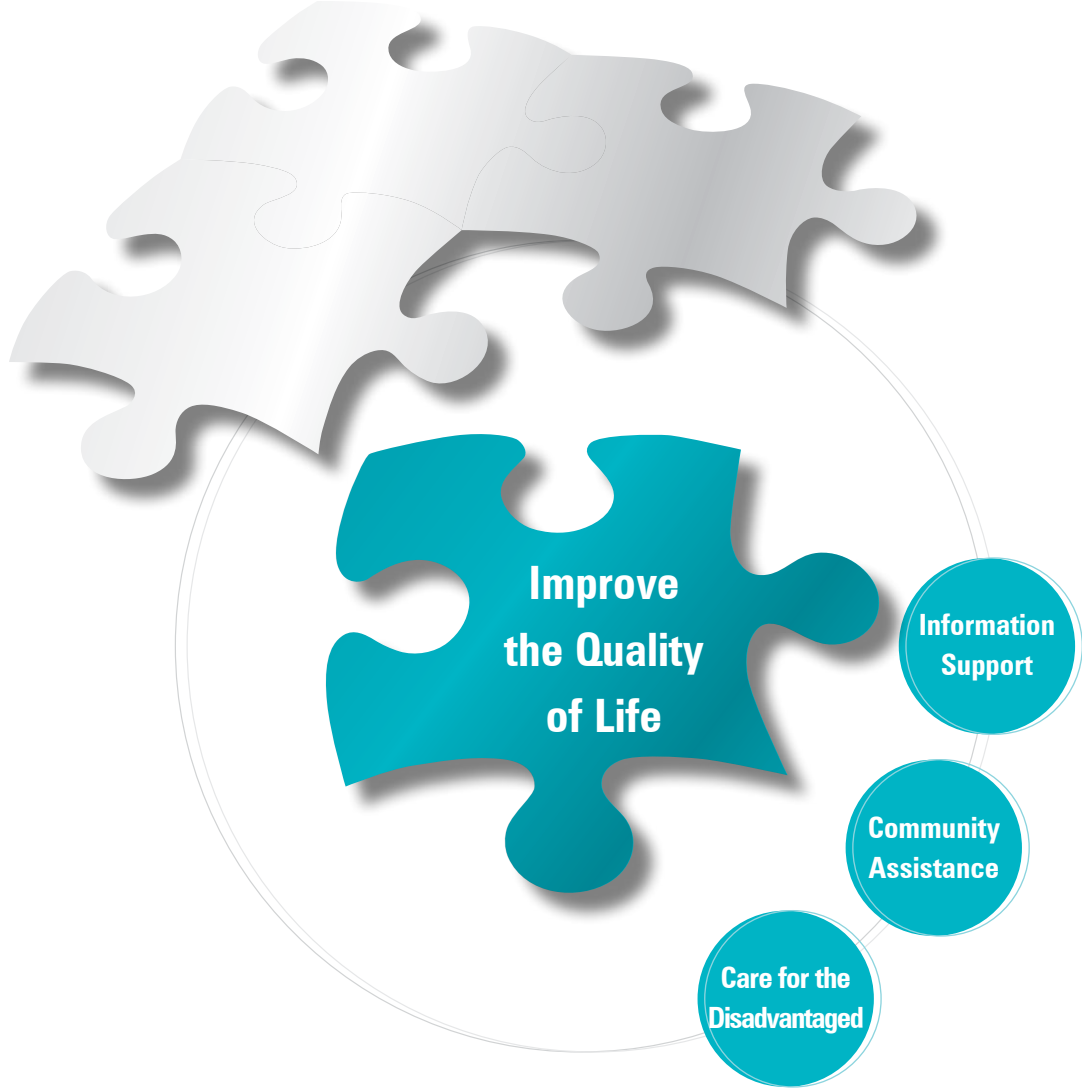 Improve
the Quality
of Life
Information
Support
Community
Assistance
Care for the
Disadvantaged